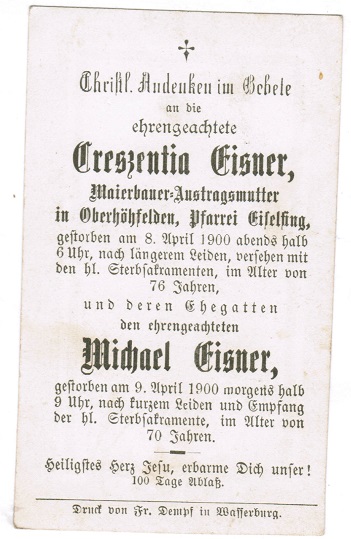 Christl. Andenken im Gebete
an die
ehrengeachtete
Creszentia Eisner,
Maierbauer-Austragsmutter
in Oberhöhfelden, Pfarrei Eiselfing,
gestorben am 8. April 1900 abends halb
6 Uhr, nach längerem Leiden, versehen mit
den hl. Sterbsakramenten, im Alter von
76 Jahren,
und deren Ehegatten
den ehrengeachteten
Michael Eisner,
gestorben am 9. April 1900 morgens halb
9 Uhr, nach kurzem Leiden und Empfang
der hl. Sterbsakramente, im Alter von
70 Jahren.
Heiligstes Herz Jesu, erbarme Dich unser!
100 Tage Ablaß.
Druck von Fr. Dempf in Wasserburg.